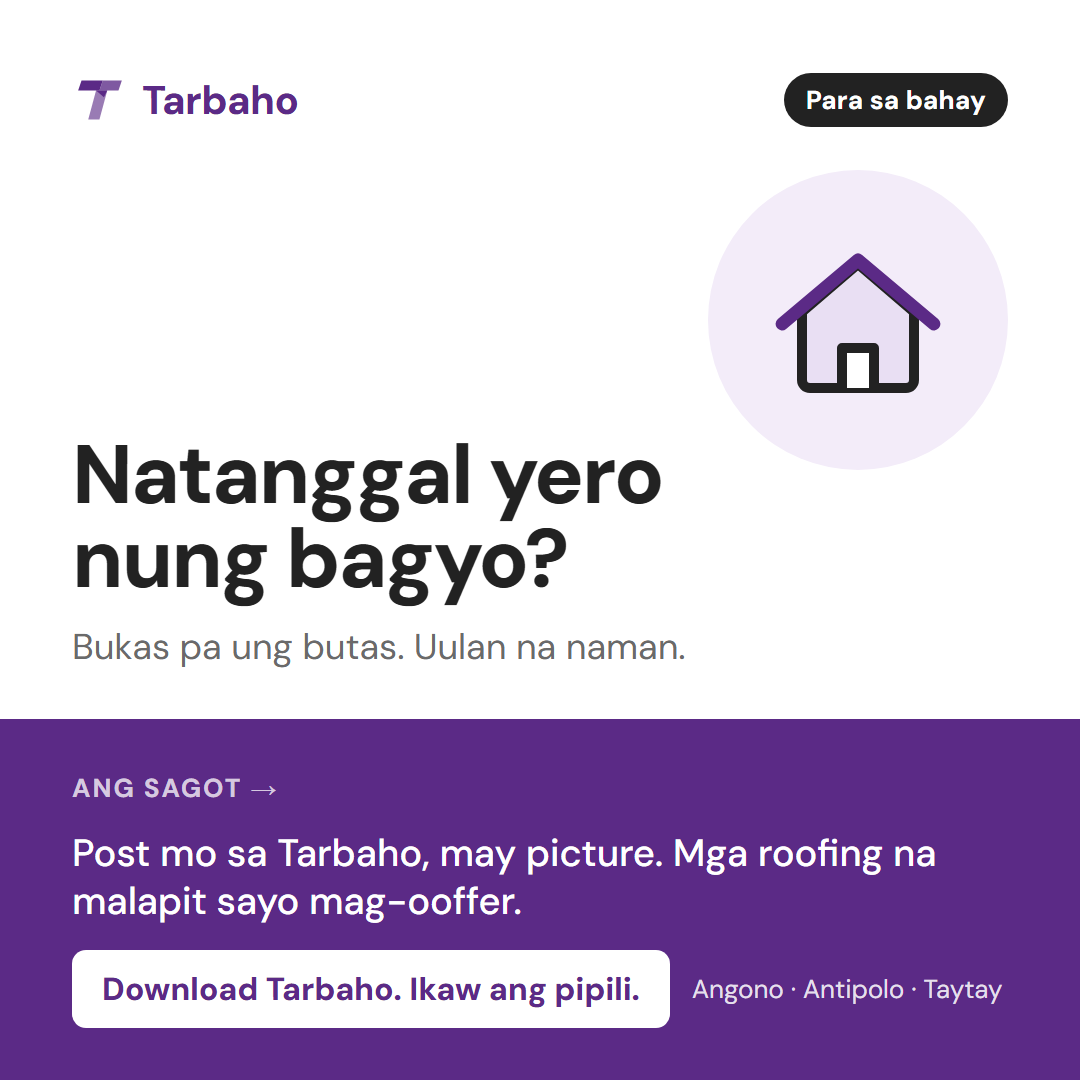 Tarbaho
Para sa bahay
Natanggal yero
nung bagyo?
Bukas pa ung butas. Uulan na naman.
ANG SAGOT →
Post mo sa Tarbaho, may picture. Mga roofing na
malapit sayo mag-ooffer.
Download Tarbaho. Ikaw ang pipili.
Angono · Antipolo · Taytay